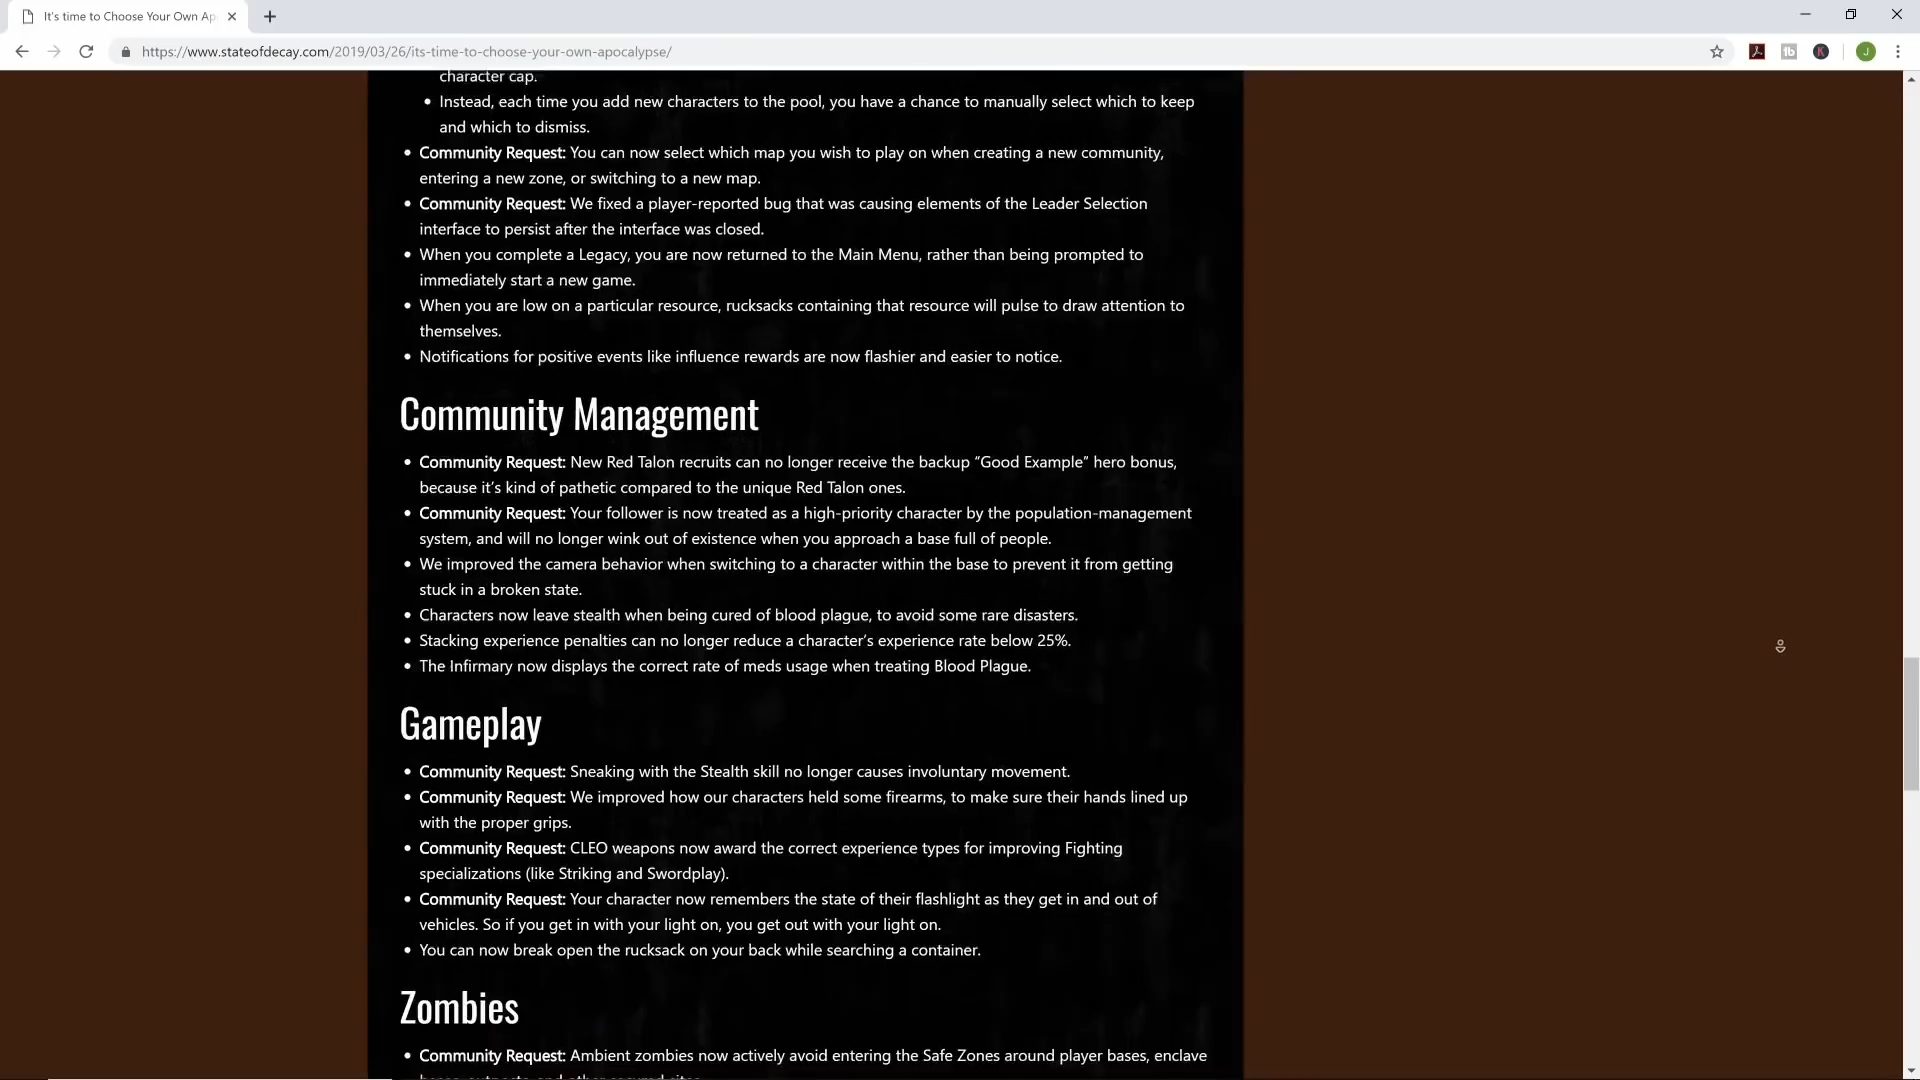 It's time to Choose Your Own Ap
https://www.stateofdecay.com/2019/03/26/its-time-to-choose-your-own-apocalypse/
character cap.
• Instead, each time you add new characters to the pool, you have a chance to manually select which to keep
and which to dismiss.
• Community Request: You can now select which map you wish to play on when creating a new community,
entering a new zone, or switching to a new map.
• Community Request: We fixed a player-reported bug that was causing elements of the Leader Selection
interface to persist after the interface was closed.
• When you complete a Legacy, you are now returned to the Main Menu, rather than being prompted to
immediately start a new game.
• When you are low on a particular resource, rucksacks containing that resource will pulse to draw attention to
themselves.
• Notifications for positive events like influence rewards are now flashier and easier to notice.
Community Management
• Community Request: New Red Talon recruits can no longer receive the backup “Good Example” hero bonus,
because it’s kind of pathetic compared to the unique Red Talon ones.
• Community Request: Your follower is now treated as a high-priority character by the population-management
system, and will no longer wink out of existence when you approach a base full of people.
• We improved the camera behavior when switching to a character within the base to prevent it from getting
stuck in a broken state.
• Characters now leave stealth when being cured of blood plague, to avoid some rare disasters.
• Stacking experience penalties can no longer reduce a character’s experience rate below 25%.
• The Infirmary now displays the correct rate of meds usage when treating Blood Plague.
Gameplay
• Community Request: Sneaking with the Stealth skill no longer causes involuntary movement.
• Community Request: We improved how our characters held some firearms, to make sure their hands lined up
with the proper grips.
• Community Request: CLEO weapons now award the correct experience types for improving Fighting
specializations (like Striking and Swordplay).
• Community Request: Your character now remembers the state of their flashlight as they get in and out of
vehicles. So if you get in with your light on, you get out with your light on.
• You can now break open the rucksack on your back while searching a container.
Zombies
• Community Request: Ambient zombies now actively avoid entering the Safe Zones around player bases, enclave